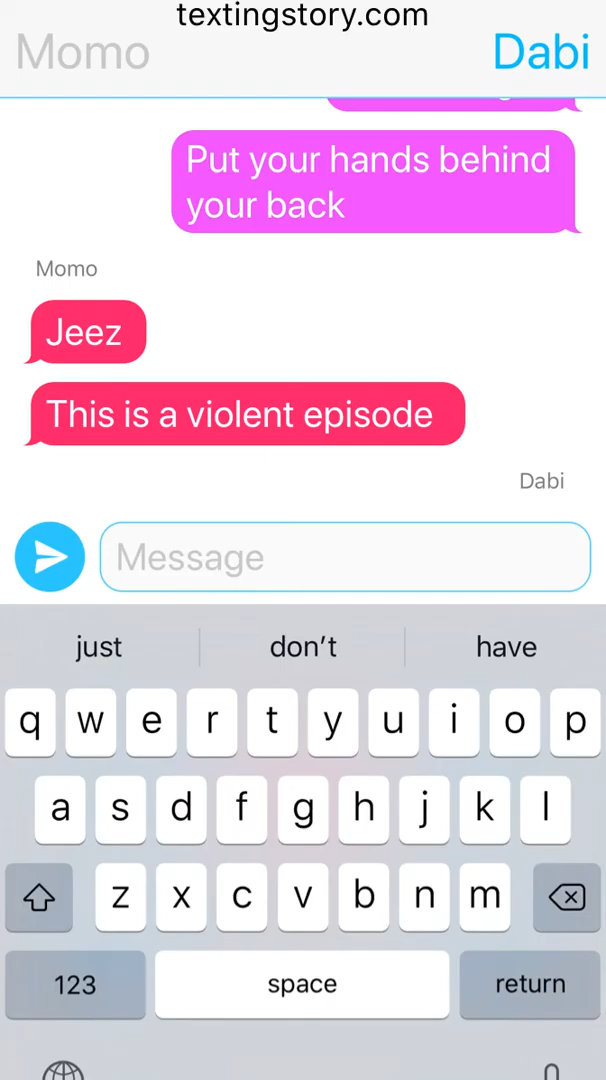 textingstory.com
Momo Dabi
Put your hands behind
your back
Momo
Jeez
This is a violent episode
Dabi
Message
just don't have
q w e r t y u i o p
a s d f g h j k l
z x c v b n m
123 space return